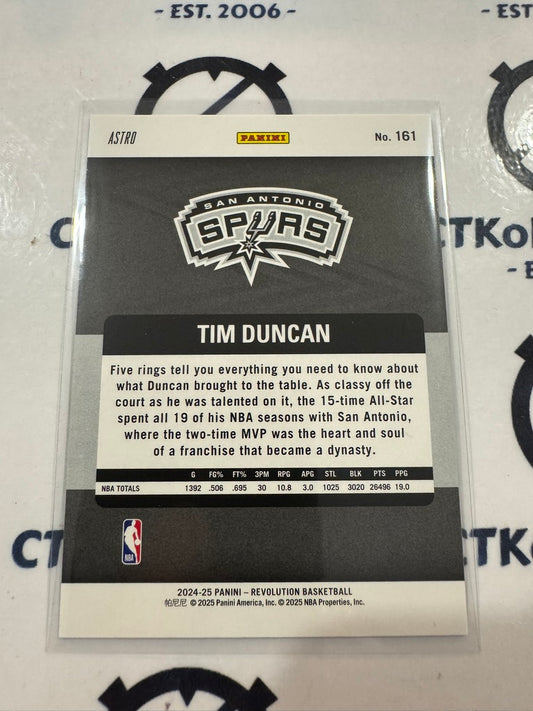 - EST. 2006 -
- EST
ASTRO
PANINI
No. 161
SAN ANTONIO
SPURS
TIM DUNCAN
Five rings tell you everything you need to know about
what Duncan brought to the table. As classy off the
court as he was talented on it, the 15-time All-Star
spent all 19 of his NBA seasons with San Antonio,
where the two-time MVP was the heart and soul
of a franchise that became a dynasty.
G FG% FT% 3PM RPG APG STL BLK PTS PPG
NBA TOTALS 1392 .506 .695 30 10.8 3.0 1025 3020 26496 19.0
NBA
2024-25 PANINI – REVOLUTION BASKETBALL
帕尼尼 © 2025 Panini America, Inc. © 2025 NBA Properties, Inc.
C
CTKo
- E
CT
CTKo